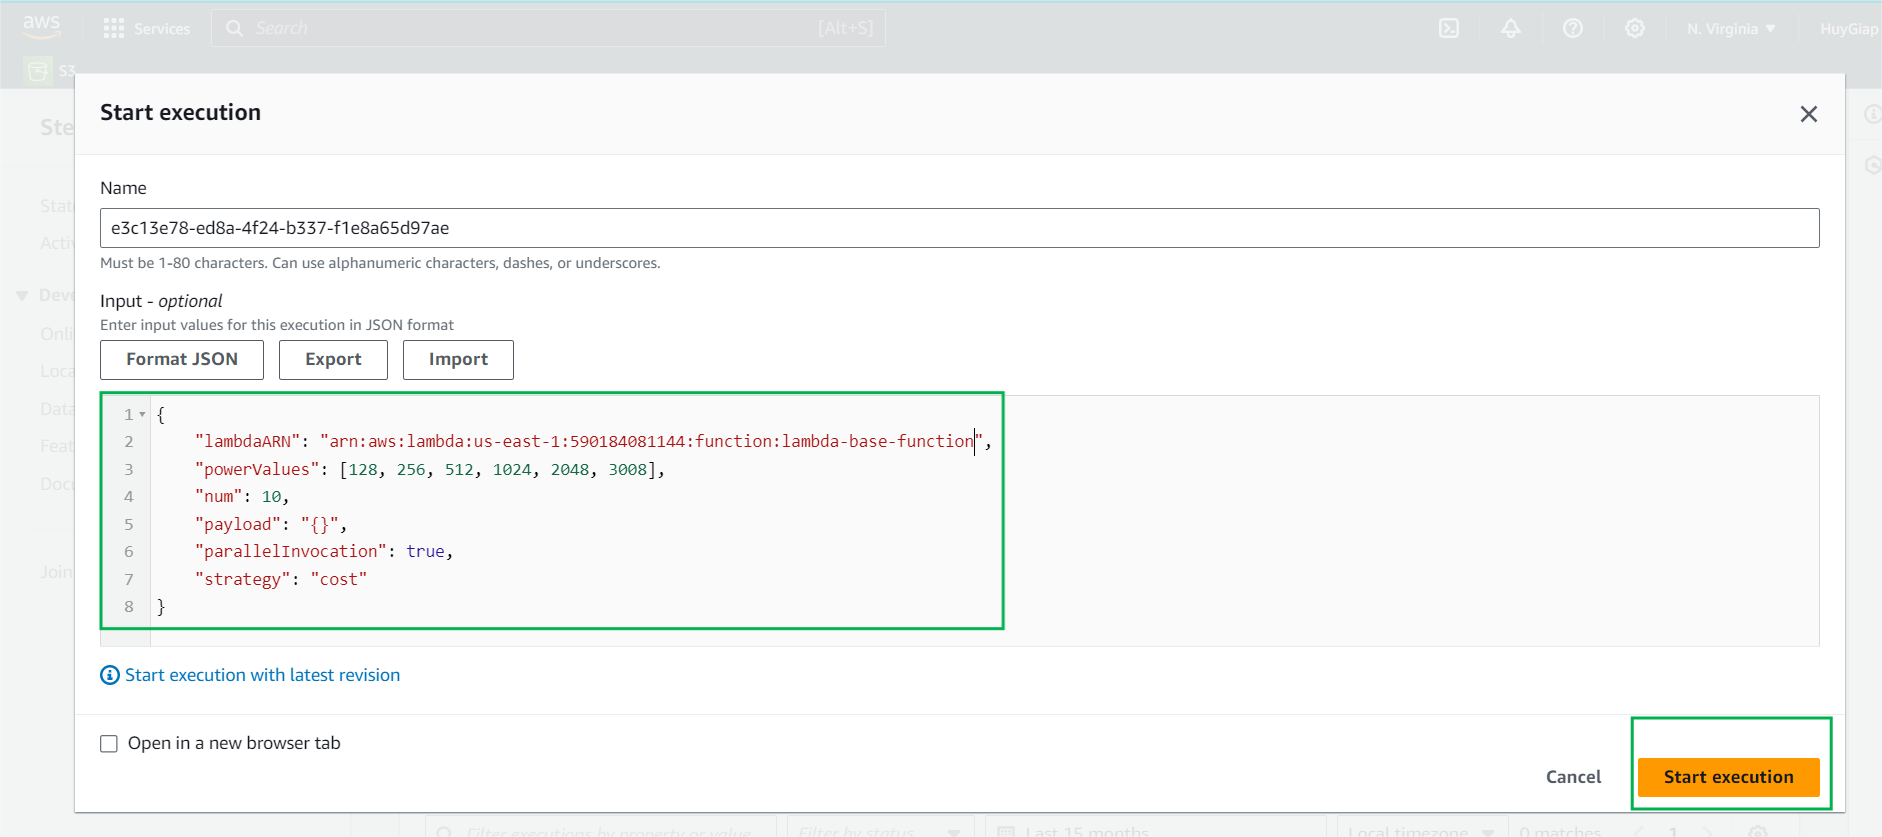 aws Services Search [Alt+S] N. Virginia HuyGiap
S3
Start execution
Name
e3c13e78-ed8a-4f24-b337-f1e8a65d97ae
Must be 1-80 characters. Can use alphanumeric characters, dashes, or underscores.
Input - optional
Enter input values for this execution in JSON format
Format JSON Export Import
1 {
2 "lambdaARN": "arn:aws:lambda:us-east-1:590184081144:function:lambda-base-function",
3 "powerValues": [128, 256, 512, 1024, 2048, 3008],
4 "num": 10,
5 "payload": "{}",
6 "parallelInvocation": true,
7 "strategy": "cost"
8 }
Start execution with latest revision
Open in a new browser tab
Cancel Start execution
Filter executions by property or value Filter by status Last 15 months Local timezone 0 matches 1
Join